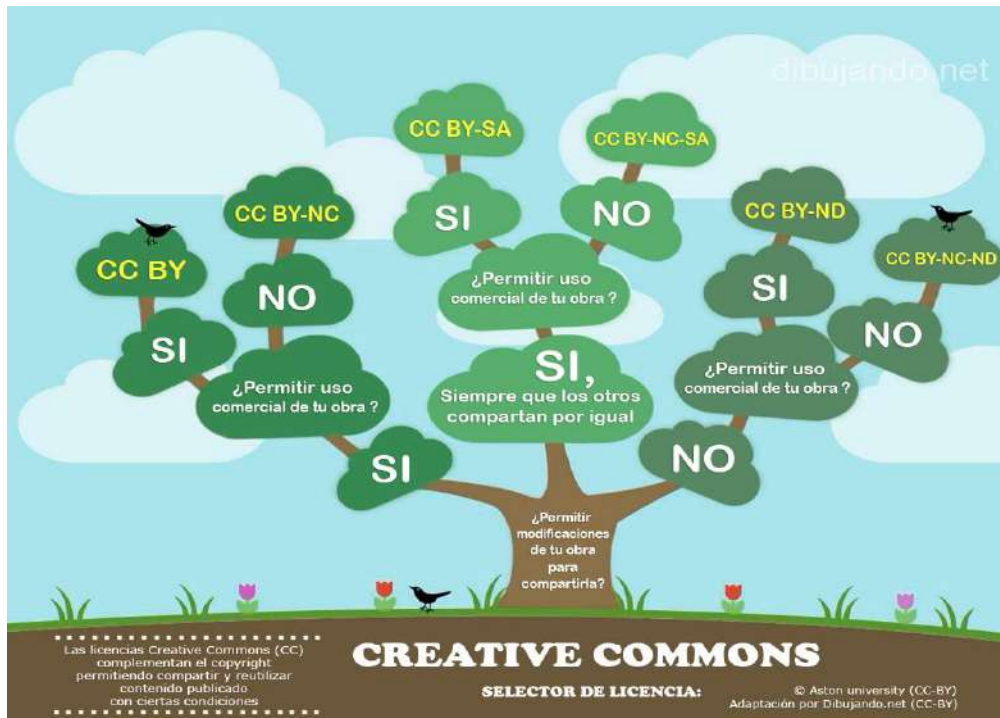 dibujando.net
CC BY-SA
CC BY-NC-SA
CC BY-NC
CC BY-ND
CC BY
CC BY-NC-ND
SI
NO
NO
SI
SI
NO
¿Permitir uso
comercial de tu obra ?
¿Permitir uso
comercial de tu obra ?
¿Permitir uso
comercial de tu obra ?
SI,
Siempre que los otros
compartan por igual
SI
NO
¿Permitir
modificaciones
de tu obra
para
compartirla?
Las licencias Creative Commons (CC)
complementan el copyright
permitiendo compartir y reutilizar
contenido publicado
con ciertas condiciones
CREATIVE COMMONS
SELECTOR DE LICENCIA:
© Aston university (CC-BY)
Adaptación por Dibujando.net (CC-BY)